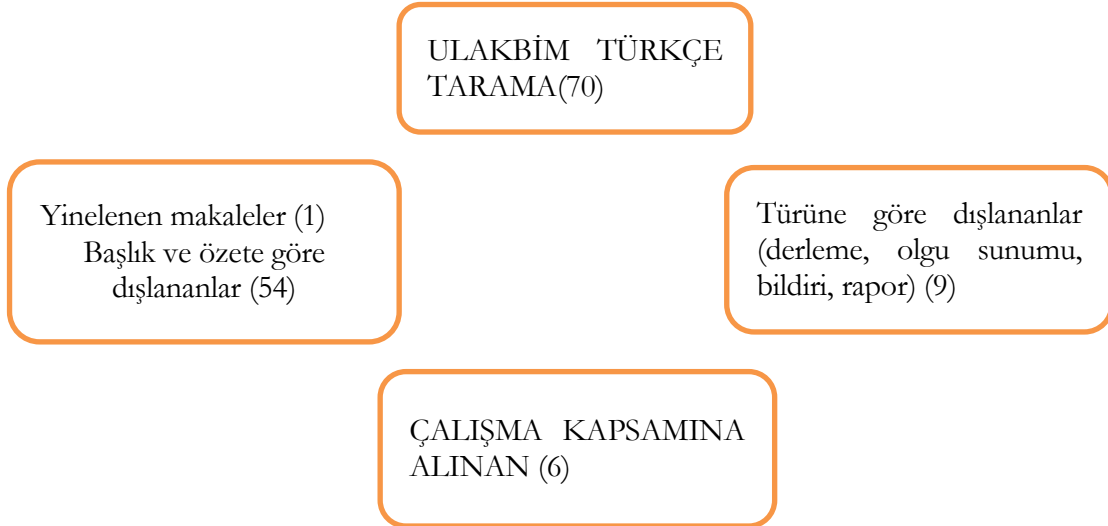 ULAKBİM TÜRKÇE
TARAMA(70)
Yinelenen makaleler (1)
Başlık ve özete göre
dışlananlar (54)
Türüne göre dışlananlar
(derleme, olgu sunumu,
bildiri, rapor) (9)
ÇALIŞMA KAPSAMINA
ALINAN (6)